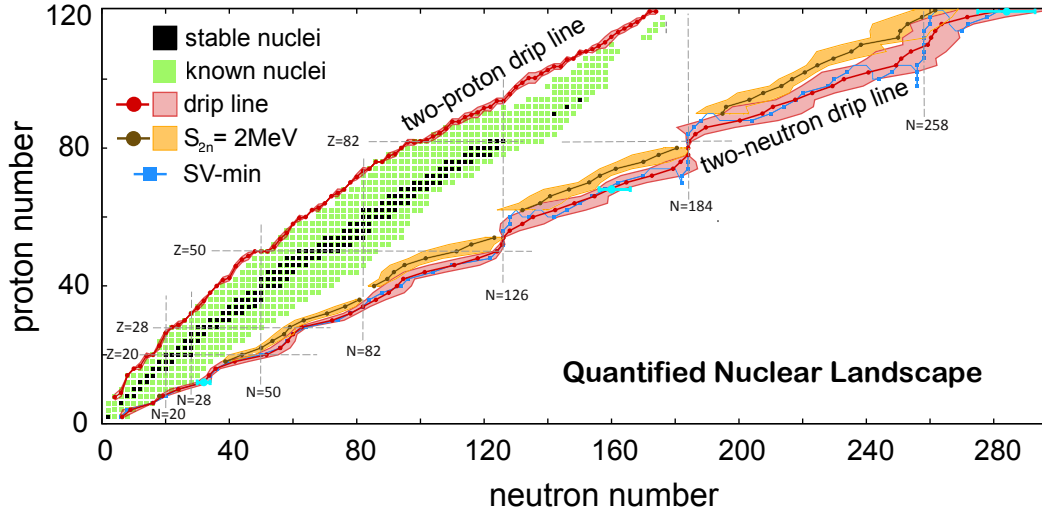 120
80
40
0
proton number
stable nuclei
known nuclei
drip line
S2n = 2MeV
SV-min
two-proton drip line
two-neutron drip line
Z=82
Z=50
Z=28
Z=20
N=20
N=28
N=50
N=82
N=126
N=184
N=258
Quantified Nuclear Landscape
0 40 80 120 160 200 240 280
neutron number